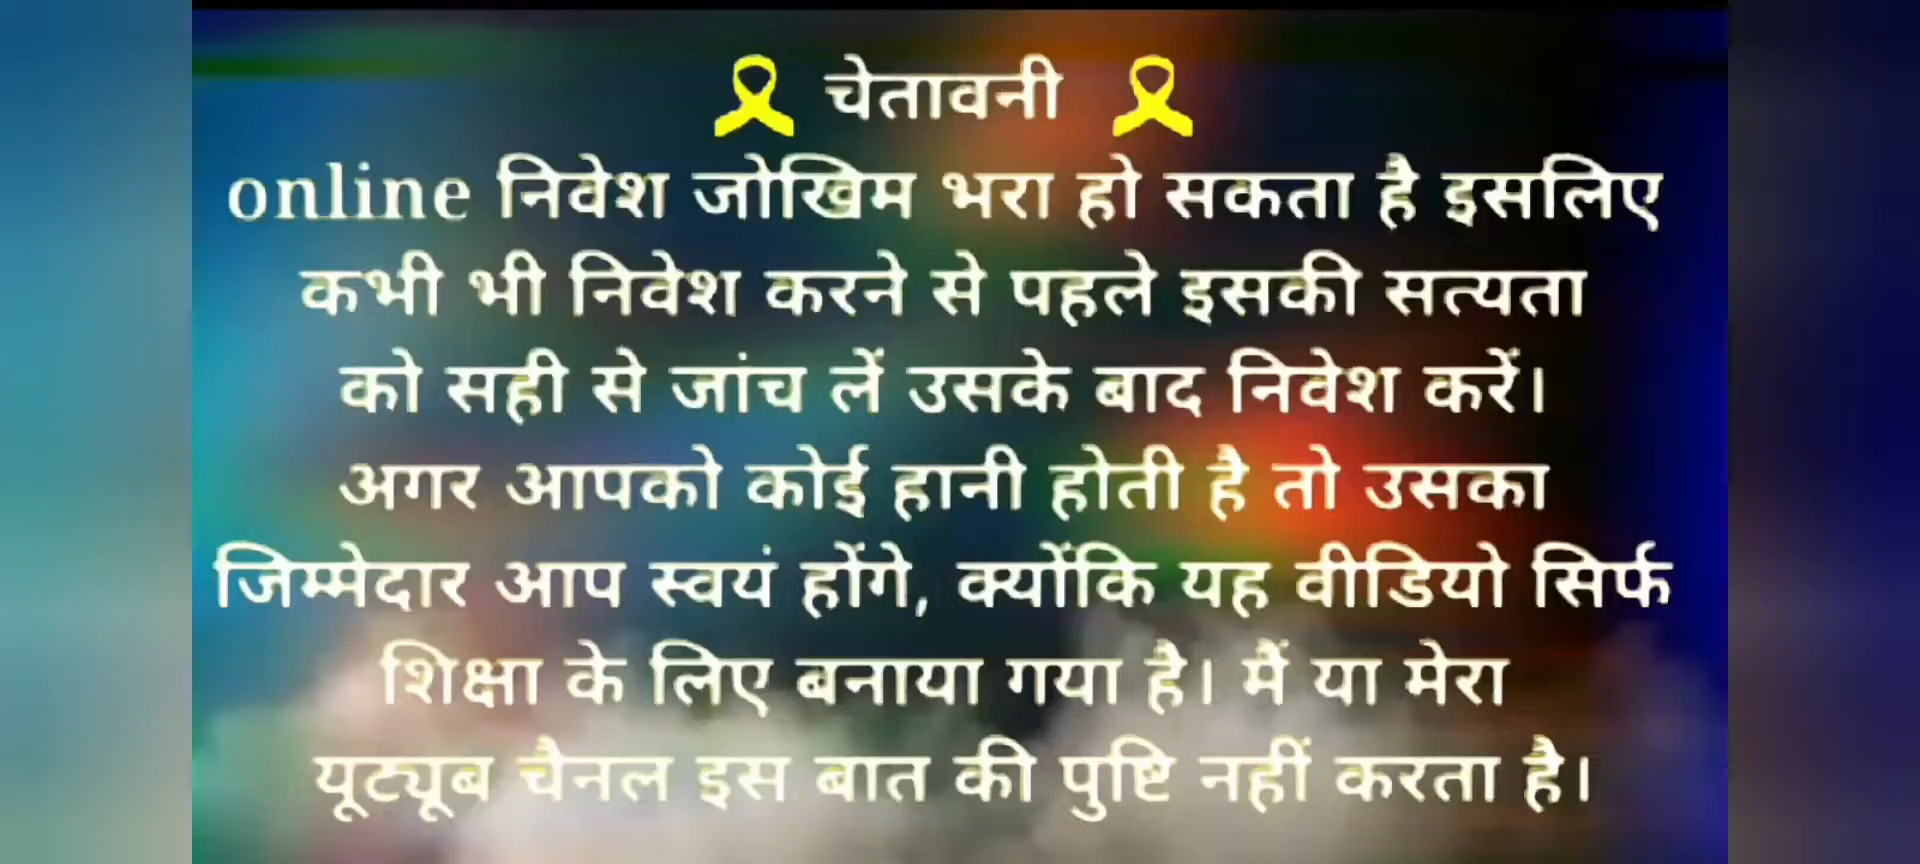 चेतावनी
online निवेश जोखिम भरा हो सकता है इसलिए
कभी भी निवेश करने से पहले इसकी सत्यता
को सही से जांच लें उसके बाद निवेश करें।
अगर आपको कोई हानी होती है तो उसका
जिम्मेदार आप स्वयं होंगे, क्योंकि यह वीडियो सिर्फ
शिक्षा के लिए बनाया गया है। मैं या मेरा
यूट्यूब चैनल इस बात की पुष्टि नहीं करता है।